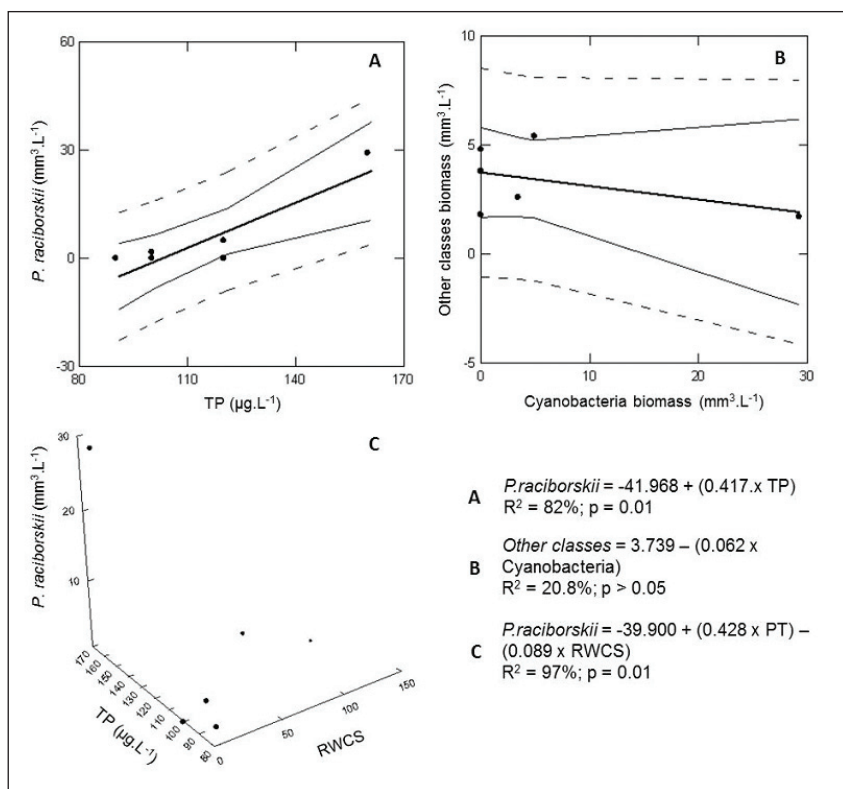 A
60
30
0
-30
P. raciborskii (mm³.L⁻¹)
80 110 140 170
TP (µg.L⁻¹)
B
10
5
0
-5
Other classes biomass (mm³.L⁻¹)
0 10 20 30
Cyanobacteria biomass (mm³.L⁻¹)
C
30
20
10
P. raciborskii (mm³.L⁻¹)
170 160 150 140 130 120 110 100 90 80
TP (µg.L⁻¹)
0 50 100 150
RWCS
A P.raciborskii = -41.968 + (0.417.x TP)
R² = 82%; p = 0.01
Other classes = 3.739 – (0.062 x
B Cyanobacteria)
R² = 20.8%; p > 0.05
P.raciborskii = -39.900 + (0.428 x PT) –
C (0.089 x RWCS)
R² = 97%; p = 0.01